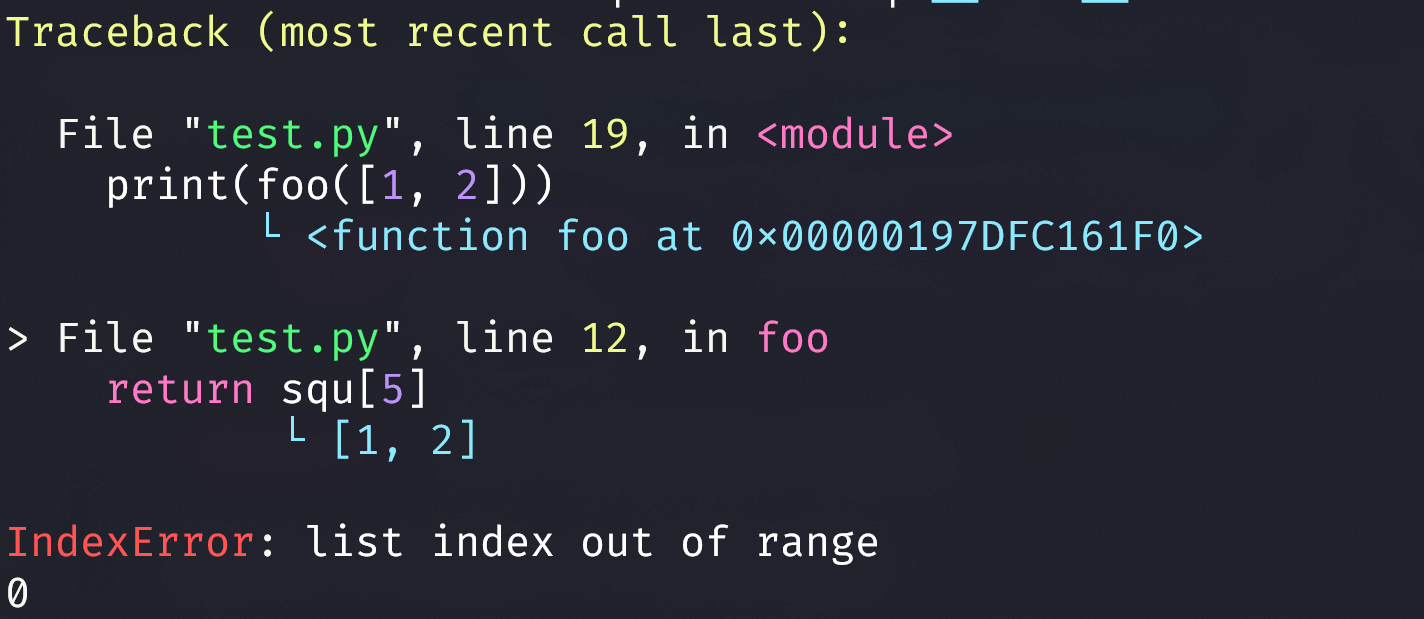 Traceback (most recent call last):
  File "test.py", line 19, in <module>
    print(foo([1, 2]))
          └ <function foo at 0x00000197DFC161F0>
> File "test.py", line 12, in foo
    return squ[5]
           └ [1, 2]
IndexError: list index out of range
0